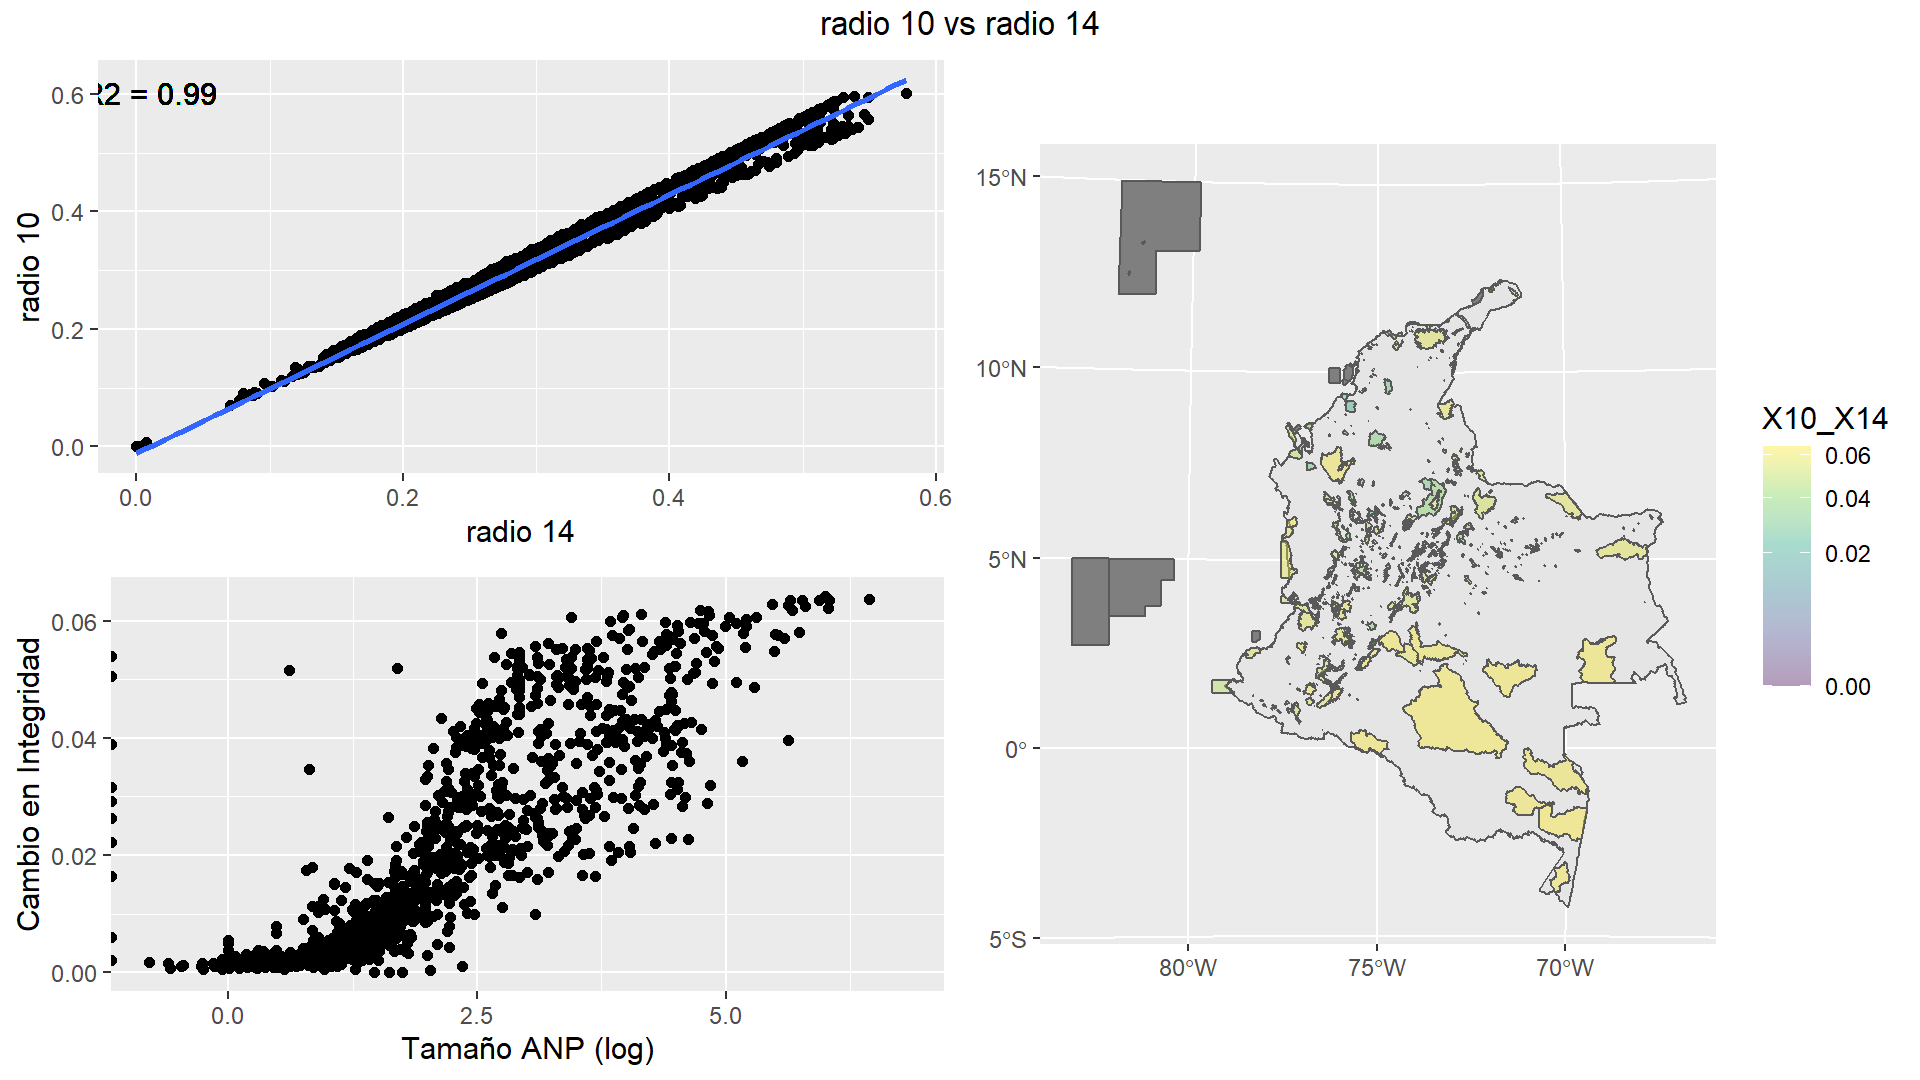 radio 10 vs radio 14
R2 = 0.99
0.6
0.4
0.2
0.0
radio 10
0.0
0.2
0.4
0.6
radio 14
0.06
0.04
0.02
0.00
Cambio en Integridad
0.0
2.5
5.0
Tamaño ANP (log)
15°N
10°N
5°N
0°
5°S
80°W
75°W
70°W
X10_X14
0.06
0.04
0.02
0.00